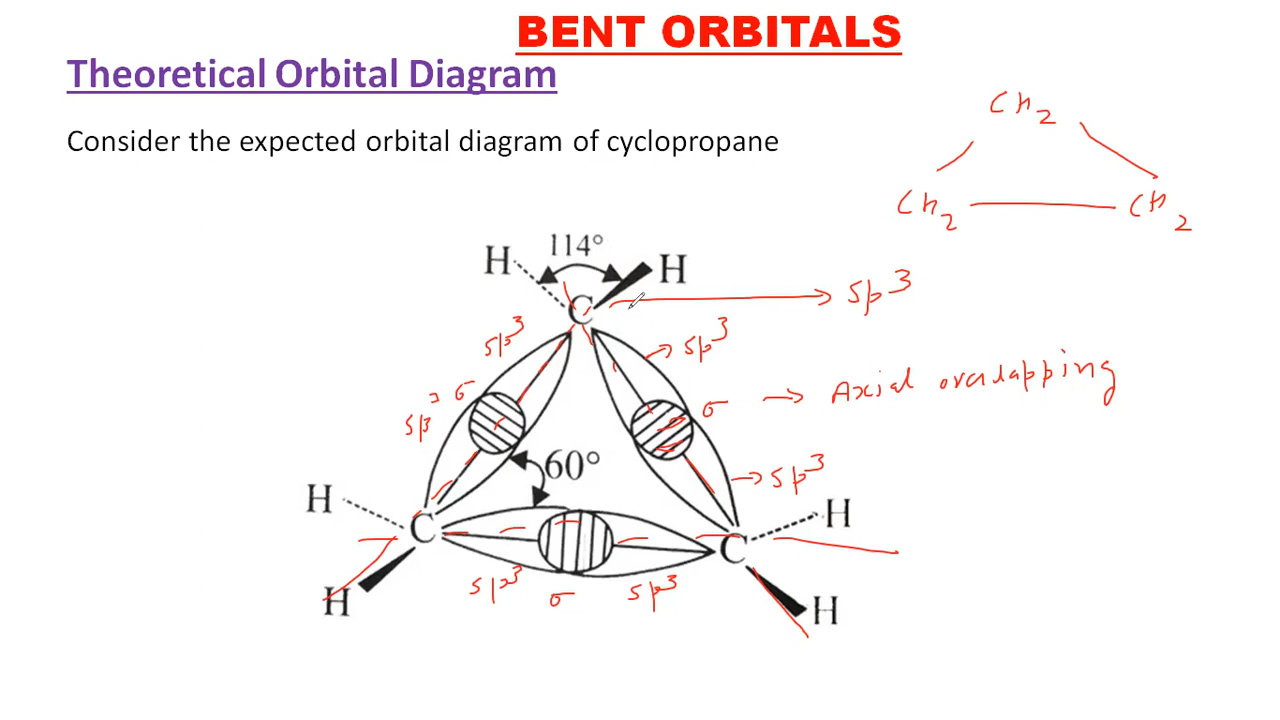 BENT ORBITALS
Theoretical Orbital Diagram
Consider the expected orbital diagram of cyclopropane
CH2
CH2
CH2
114°
H
H
C
sp3
sp3
sp3
σ
sp3
σ
Axial overlapping
60°
sp3
H
C
H
C
sp3
σ
sp3
H
H